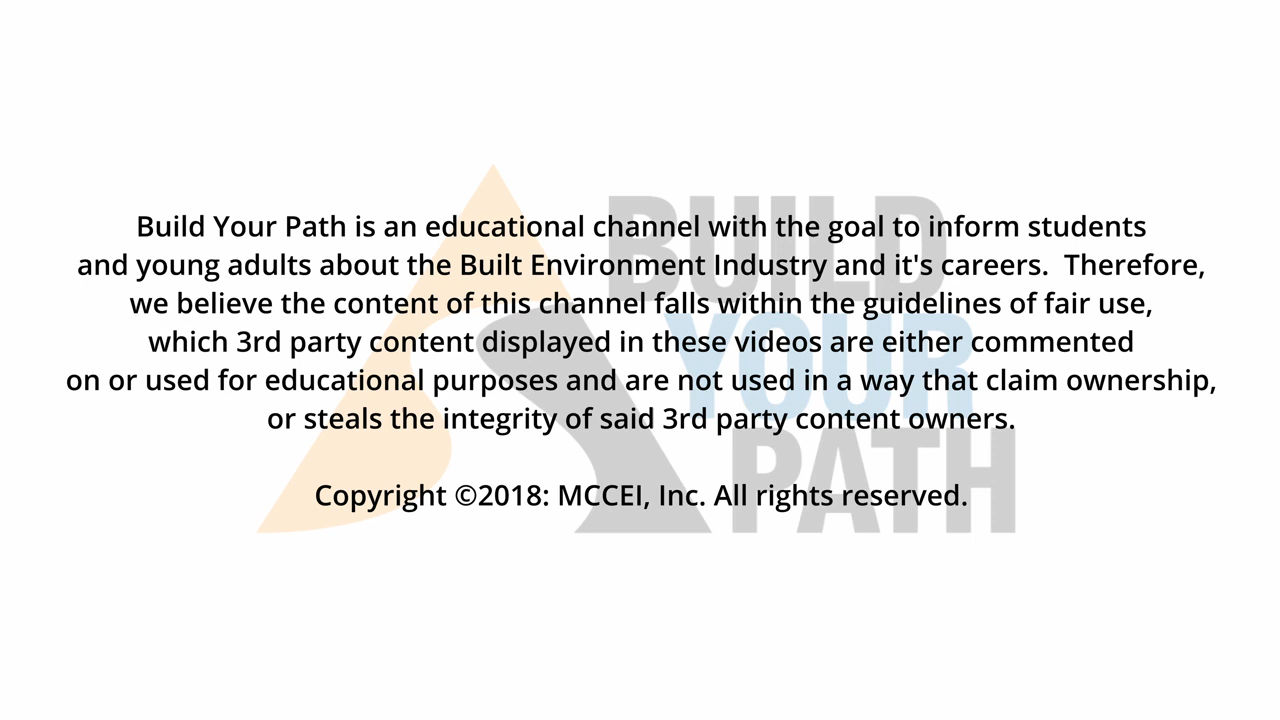 Build Your Path is an educational channel with the goal to inform students
and young adults about the Built Environment Industry and it's careers.  Therefore,
we believe the content of this channel falls within the guidelines of fair use,
which 3rd party content displayed in these videos are either commented
on or used for educational purposes and are not used in a way that claim ownership,
or steals the integrity of said 3rd party content owners.
Copyright ©2018: MCCEI, Inc. All rights reserved.
BUILD
YOUR
PATH